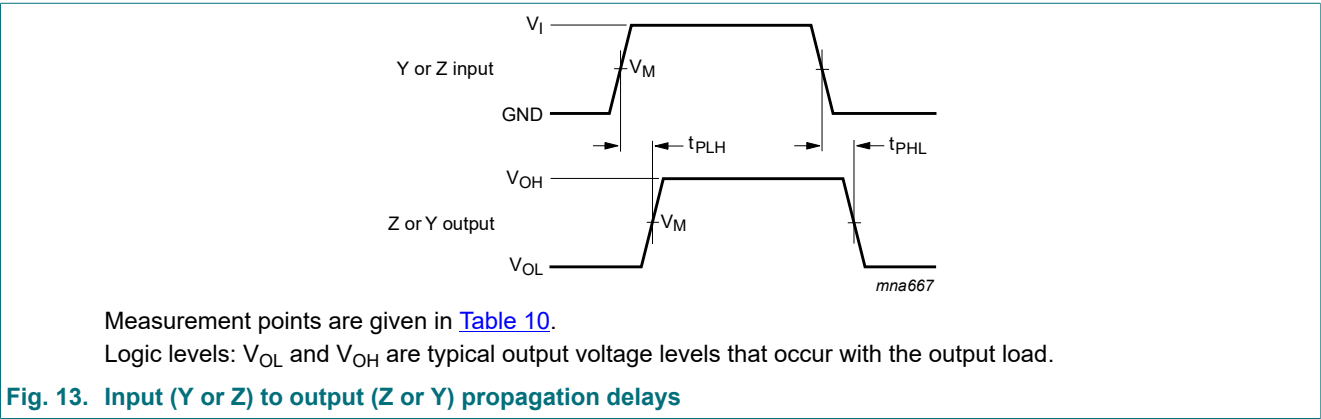 V_I
Y or Z input
V_M
GND
t_PLH
t_PHL
V_OH
Z or Y output
V_M
V_OL
mna667
Measurement points are given in Table 10.
Logic levels: V_OL and V_OH are typical output voltage levels that occur with the output load.
Fig. 13. Input (Y or Z) to output (Z or Y) propagation delays